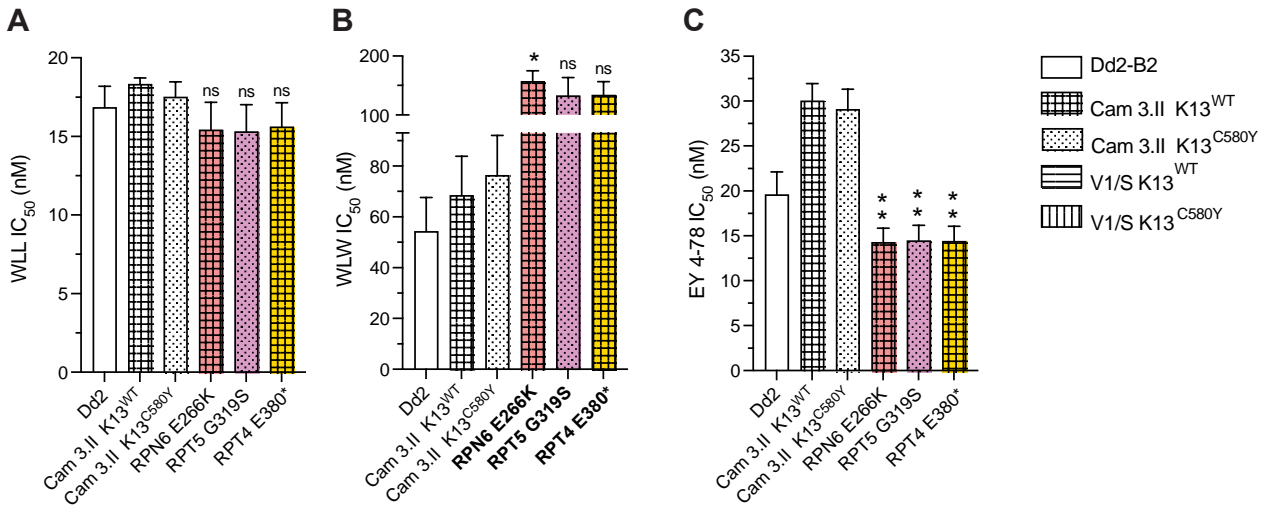 A
WLL IC50 (nM)
20
15
10
5
0
ns
ns
ns
Dd2
Cam 3.II K13WT
Cam 3.II K13C580Y
RPN6 E266K
RPT5 G319S
RPT4 E380*
B
WLW IC50 (nM)
200
100
80
60
40
20
0
*
ns
ns
Dd2
Cam 3.II K13WT
Cam 3.II K13C580Y
RPN6 E266K
RPT5 G319S
RPT4 E380*
C
EY 4-78 IC50 (nM)
35
30
25
20
15
10
5
0
**
**
**
Dd2
Cam 3.II K13WT
Cam 3.II K13C580Y
RPN6 E266K
RPT5 G319S
RPT4 E380*
Dd2-B2
Cam 3.II K13WT
Cam 3.II K13C580Y
V1/S K13WT
V1/S K13C580Y